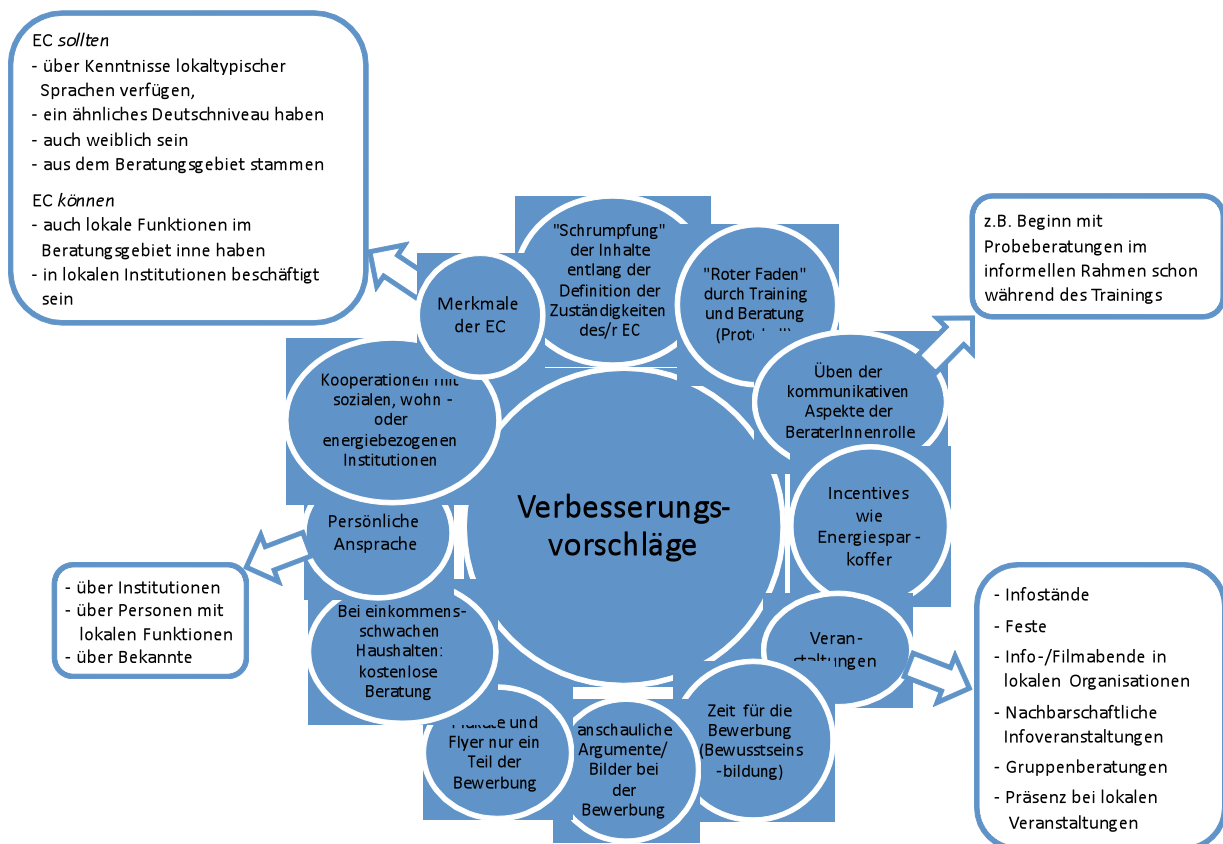 EC sollten
- über Kenntnisse lokaltypischer
Sprachen verfügen,
- ein ähnliches Deutschniveau haben
- auch weiblich sein
- aus dem Beratungsgebiet stammen
EC können
- auch lokale Funktionen im
Beratungsgebiet inne haben
- in lokalen Institutionen beschäftigt
sein
Merkmale
der EC
"Schrumpfung"
der Inhalte
entlang der
Definition der
Zuständigkeiten
des/r EC
"Roter Faden"
durch Training
und Beratung
z.B. Beginn mit
Probeberatungen im
informellen Rahmen schon
während des Trainings
Üben der
kommunikativen
Aspekte der
BeraterInnenrolle
Kooperationen mit
sozialen, wohn -
oder
energiebezogenen
Institutionen
Verbesserungs-
vorschläge
Incentives
wie
Energiespar -
koffer
Persönliche
Ansprache
- über Institutionen
- über Personen mit
lokalen Funktionen
- über Bekannte
Bei einkommens-
schwachen
Haushalten:
kostenlose
Beratung
Veran-
staltungen
- Infostände
- Feste
- Info-/Filmabende in
lokalen Organisationen
- Nachbarschaftliche
Infoveranstaltungen
- Gruppenberatungen
- Präsenz bei lokalen
Veranstaltungen
Plakate und
Flyer nur ein
Teil der
Bewerbung
anschauliche
Argumente/
Bilder bei
der
Bewerbung
Zeit für die
Bewerbung
(Bewusstseins
-bildung)